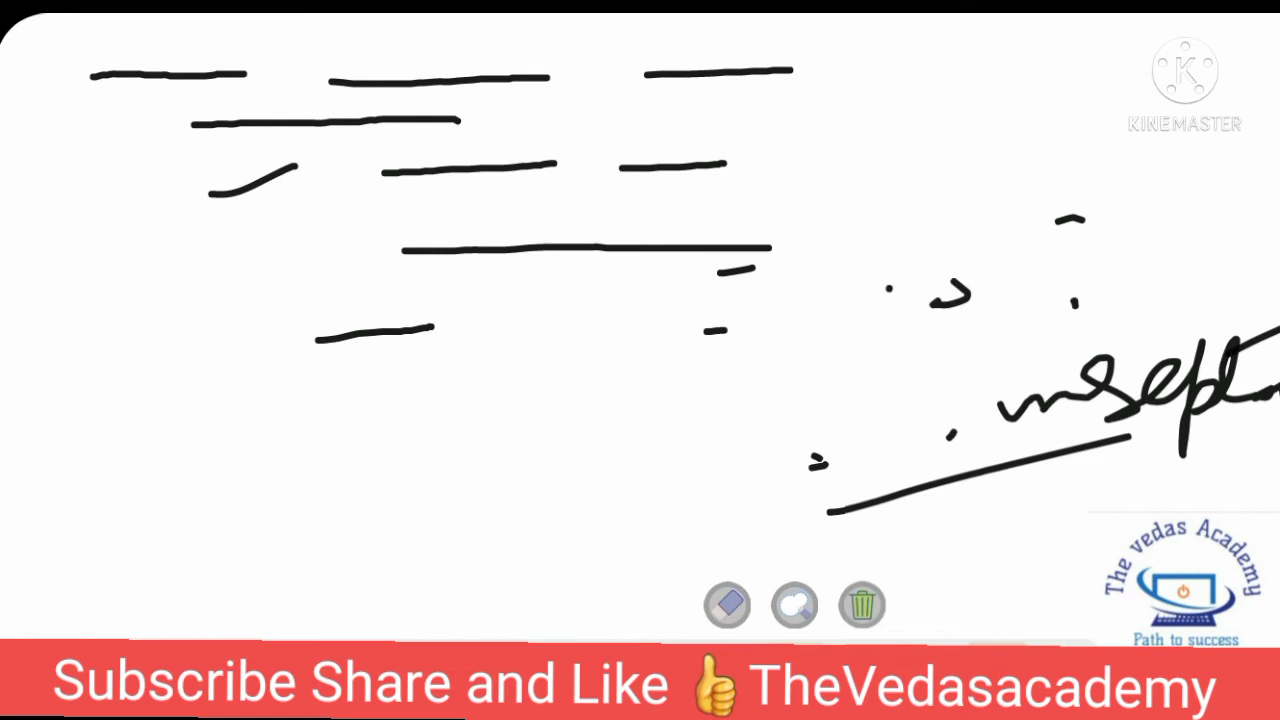 KINEMASTER
The vedas Academy
Path to success
Subscribe Share and Like 👍 TheVedasacademy